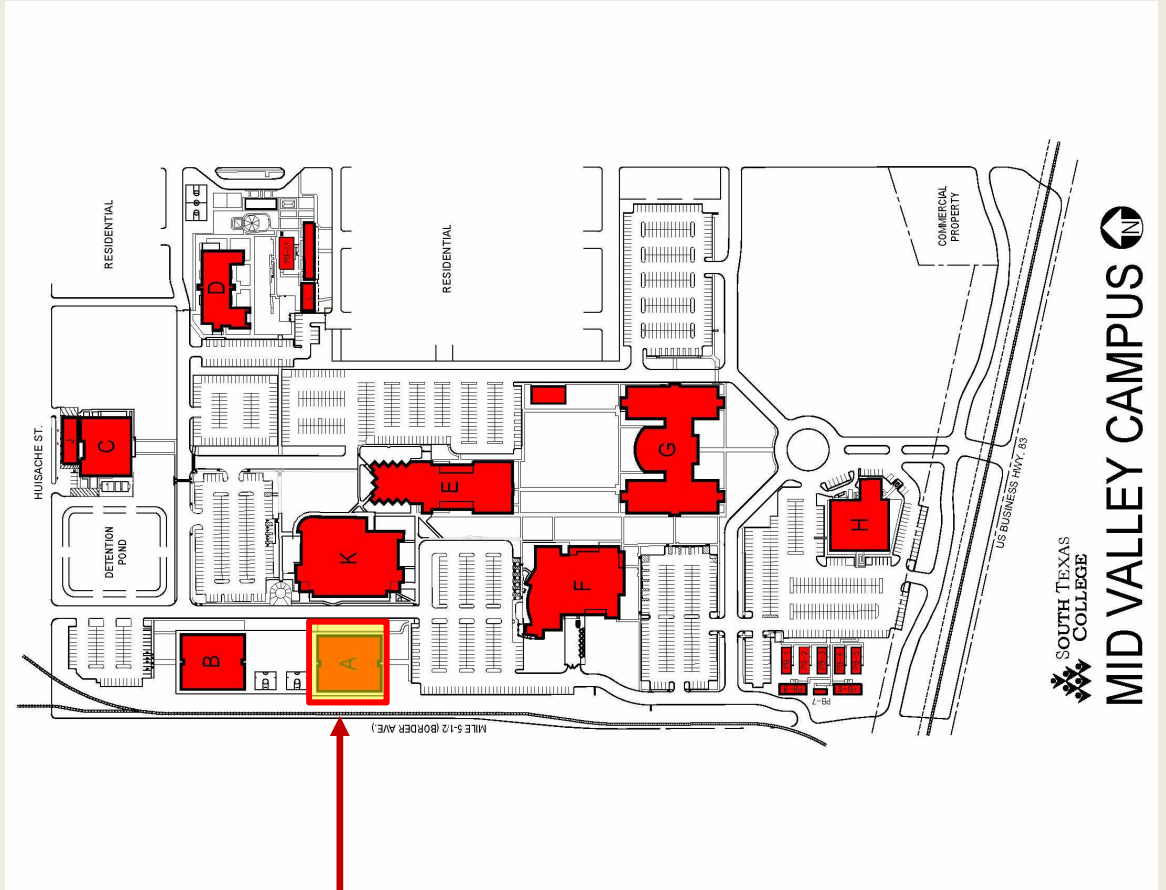 HUISACHE ST.
RESIDENTIAL
RESIDENTIAL
COMMERCIAL
PROPERTY
DETENTION
POND
D
J
C
E
G
K
F
H
B
A
PB-7
MILE 5-1/2 (BORDER AVE.)
US BUSINESS HWY. 83
SOUTH TEXAS
COLLEGE
MID VALLEY CAMPUS
N